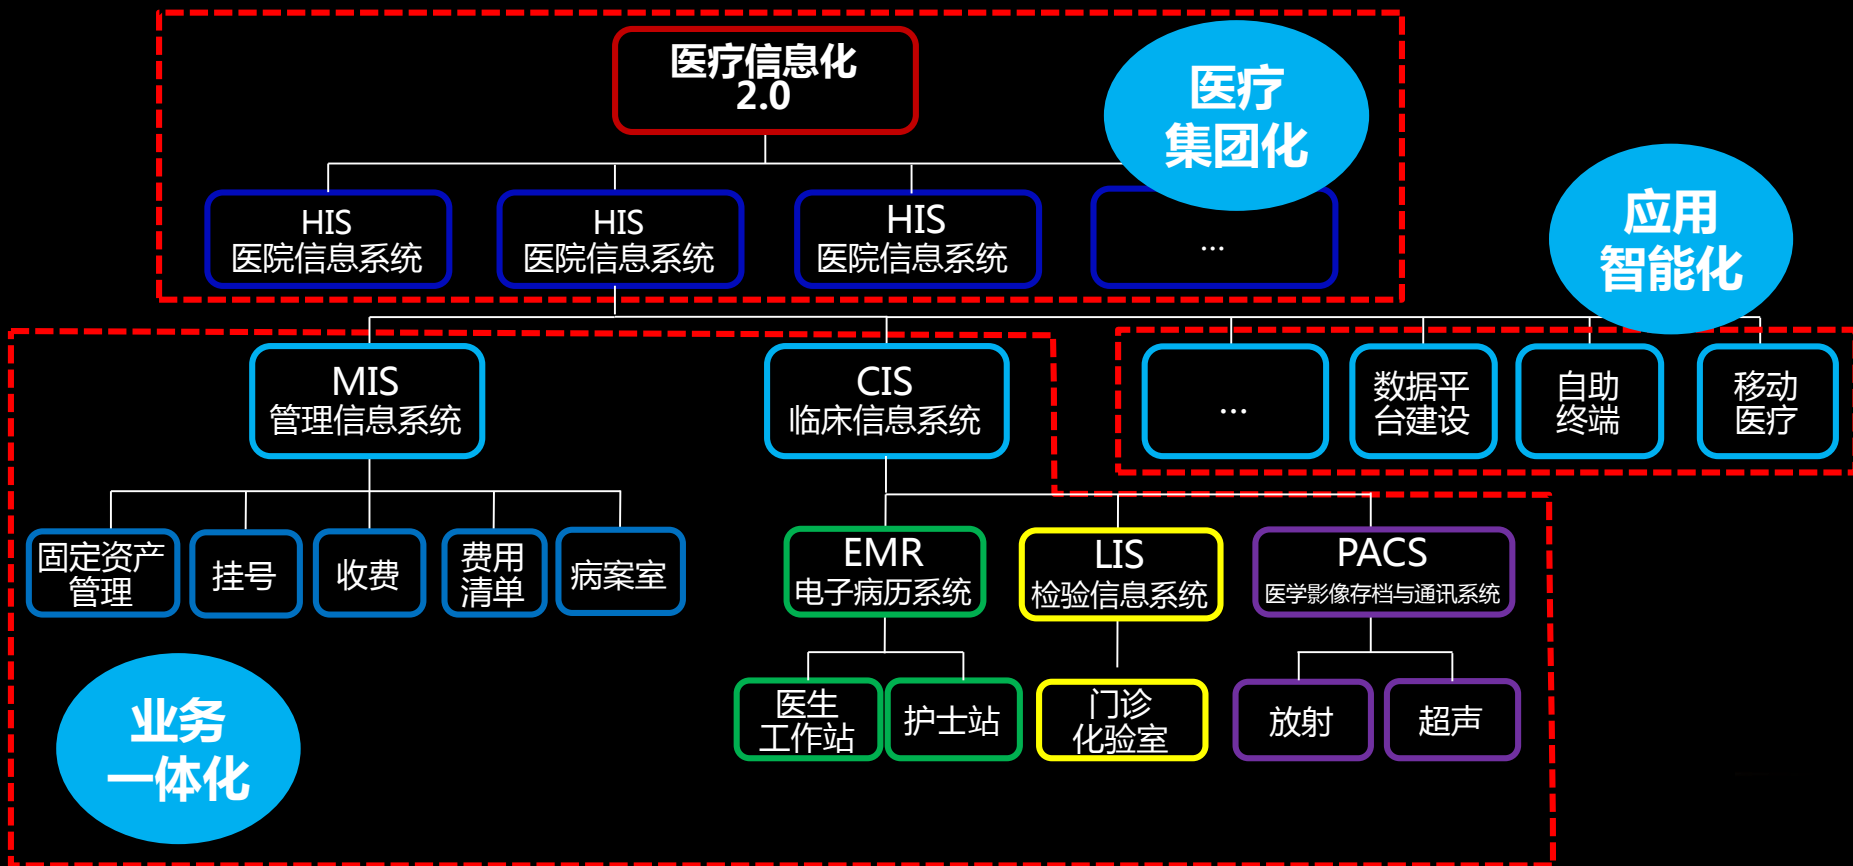 医疗信息化
2.0
医疗
集团化
HIS
医院信息系统
HIS
医院信息系统
HIS
医院信息系统
...
应用
智能化
MIS
管理信息系统
CIS
临床信息系统
...
数据平
台建设
自助
终端
移动
医疗
固定资产
管理
挂号
收费
费用
清单
病案室
EMR
电子病历系统
LIS
检验信息系统
PACS
医学影像存档与通讯系统
医生
工作站
护士站
门诊
化验室
放射
超声
业务
一体化